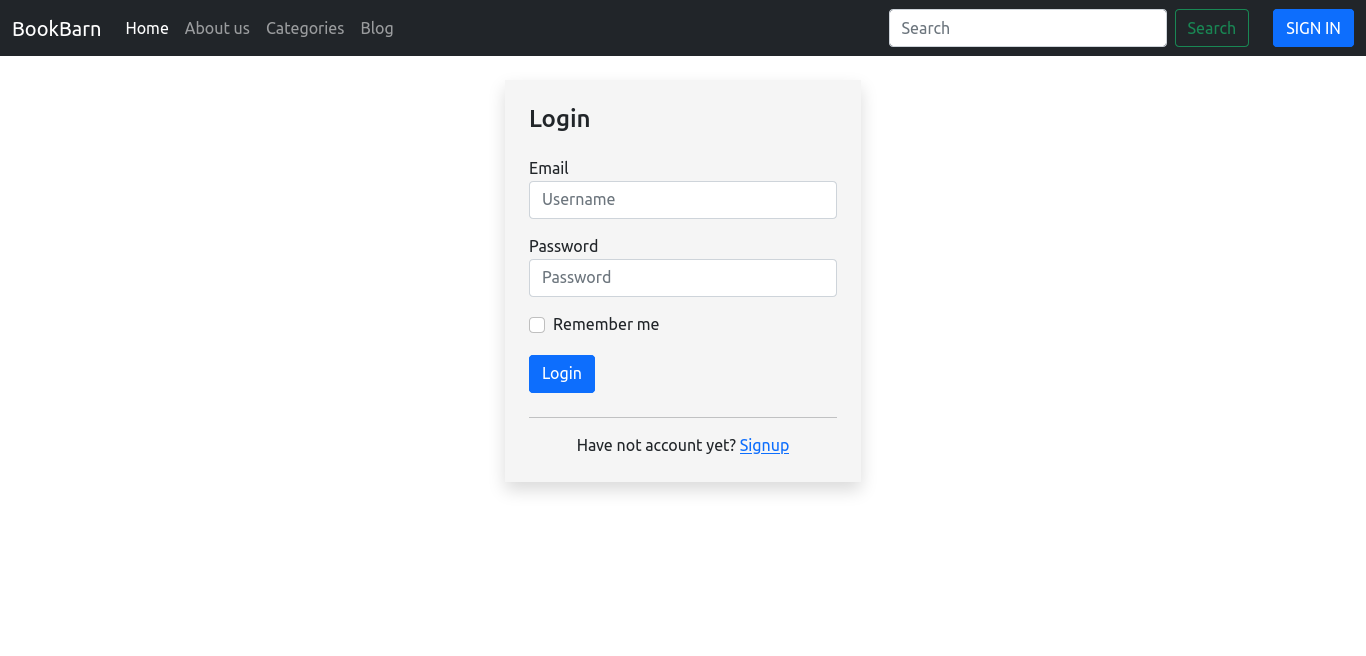 BookBarn Home About us Categories Blog Search Search SIGN IN
Login
Email
Username
Password
Password
Remember me
Login
Have not account yet? Signup